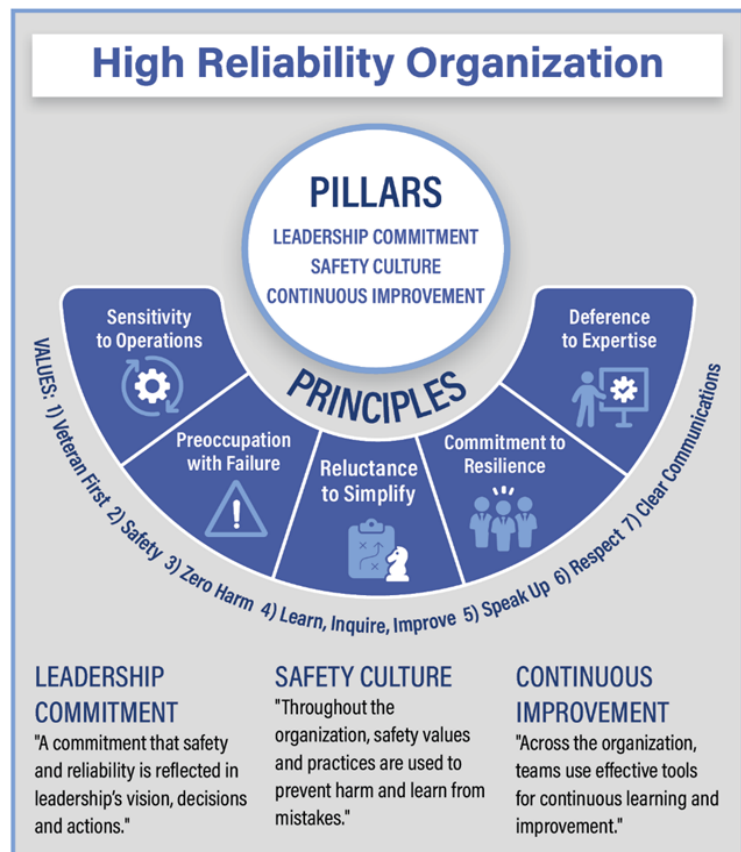 High Reliability Organization
PILLARS
LEADERSHIP COMMITMENT
SAFETY CULTURE
CONTINUOUS IMPROVEMENT
PRINCIPLES
Sensitivity
to Operations
Preoccupation
with Failure
Reluctance
to Simplify
Commitment to
Resilience
Deference
to Expertise
VALUES: 1) Veteran First 2) Safety 3) Zero Harm 4) Learn, Inquire, Improve 5) Speak Up 6) Respect 7) Clear Communications
LEADERSHIP
COMMITMENT
"A commitment that safety
and reliability is reflected in
leadership's vision, decisions
and actions."
SAFETY CULTURE
"Throughout the
organization, safety values
and practices are used to
prevent harm and learn from
mistakes."
CONTINUOUS
IMPROVEMENT
"Across the organization,
teams use effective tools
for continuous learning and
improvement."